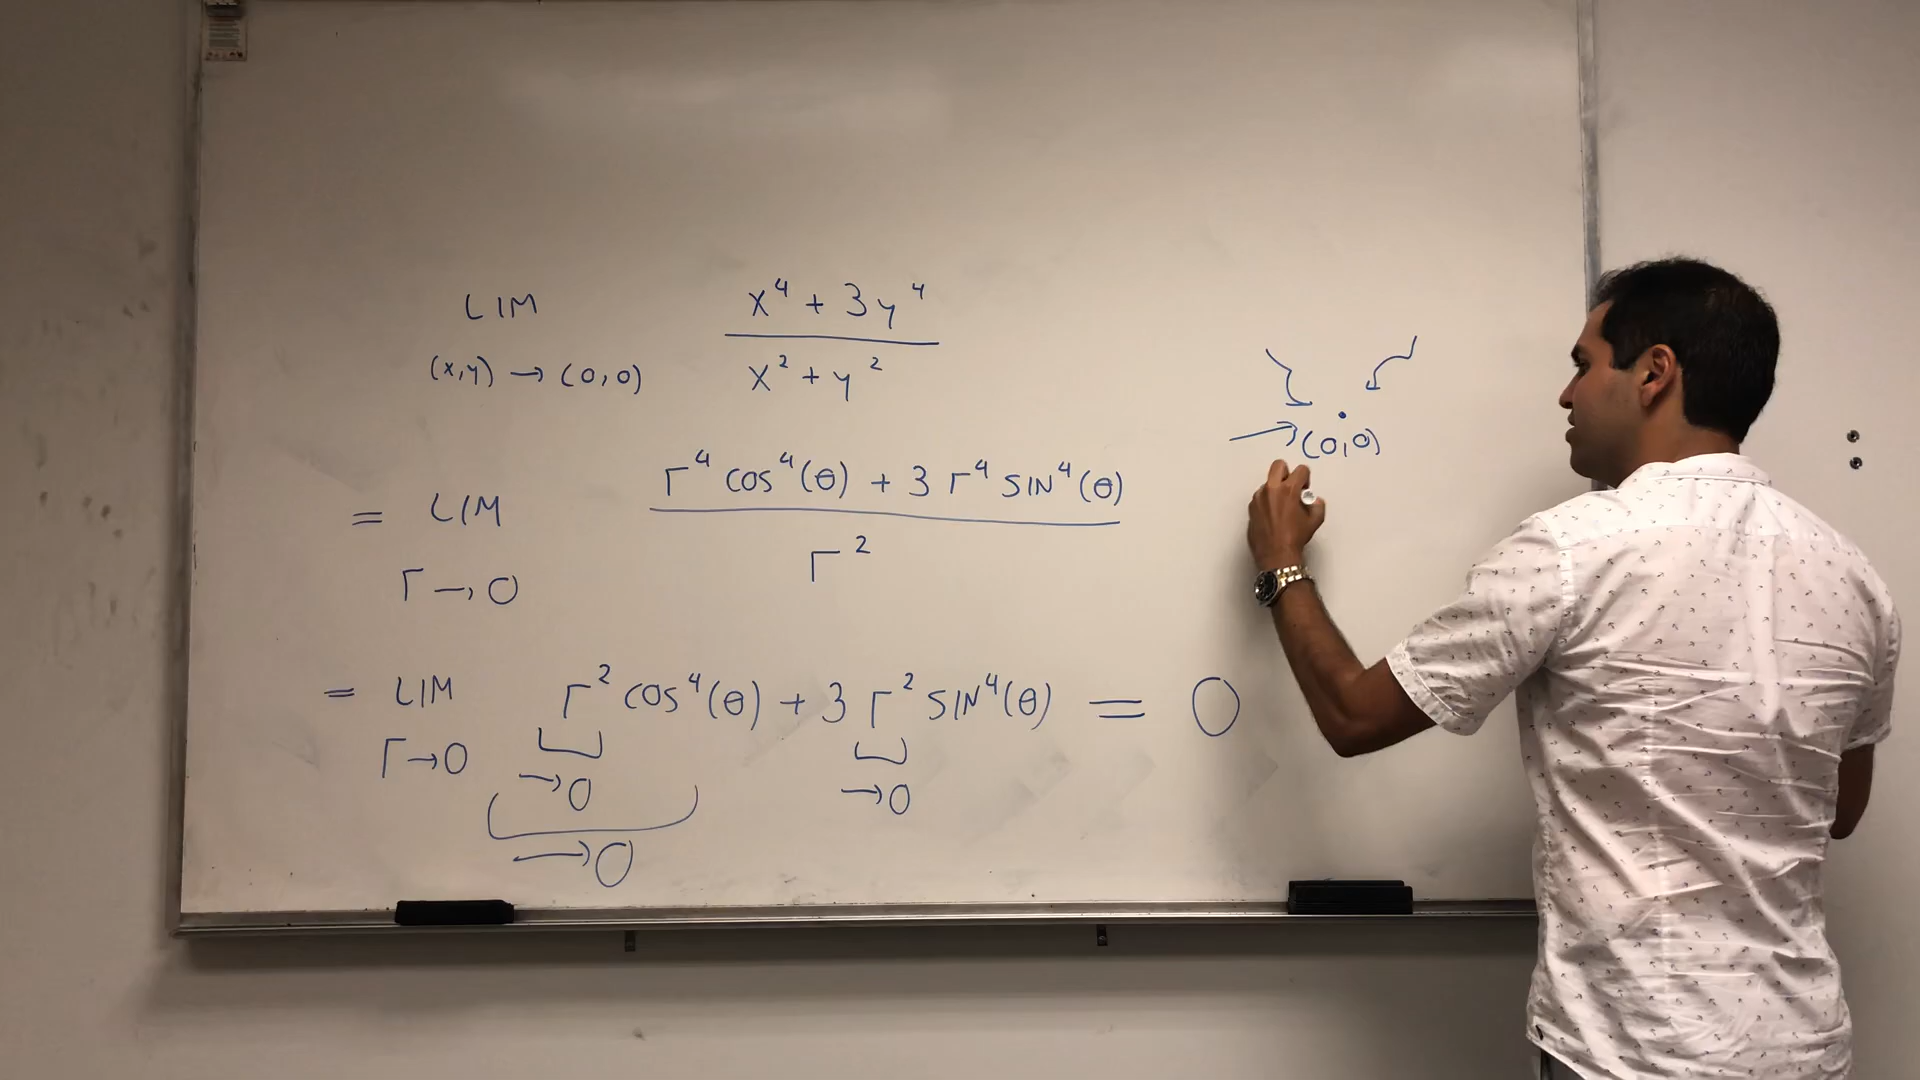 LIM x⁴ + 3y⁴
(x,y) → (0,0) x² + y²
(0,0)
= LIM r⁴ cos⁴(θ) + 3 r⁴ SIN⁴(θ)
r → 0 r²
= LIM r² cos⁴(θ) + 3 r² SIN⁴(θ) = 0
r → 0
→ 0 → 0
→ 0